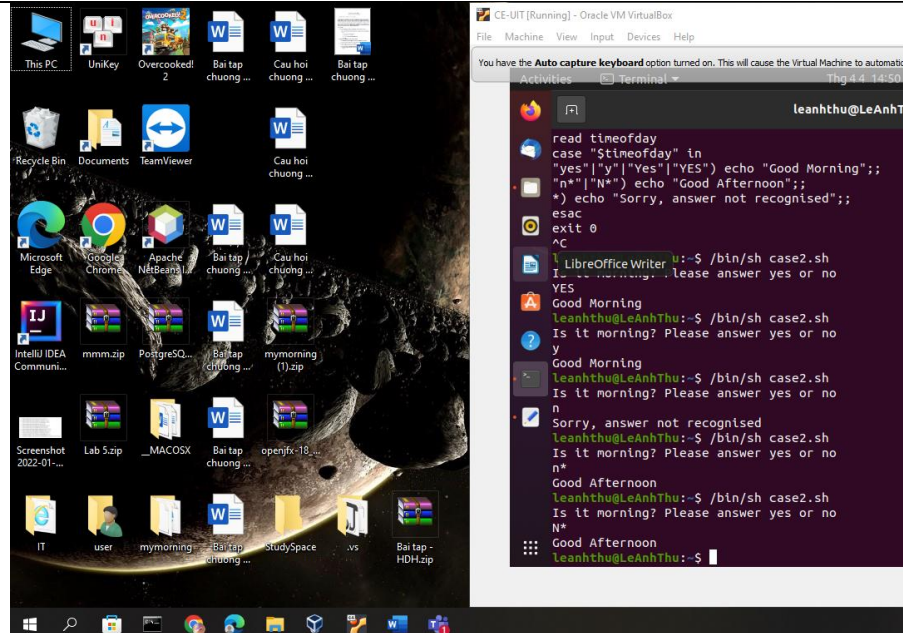 This PC
UniKey
Overcooked! 2
Bai tap chuong ...
Cau hoi chuong ...
Bai tap chuong ...
Recycle Bin
Documents
TeamViewer
Cau hoi chuong ...
Microsoft Edge
Google Chrome
Apache NetBeans I...
Bai tap chuong ...
Cau hoi chuong ...
IntelliJ IDEA Communi...
mmm.zip
PostgreSQ...
Bai tap chuong ...
mymorning (1).zip
Screenshot 2022-01-...
Lab 5.zip
__MACOSX
Bai tap chuong ...
openjfx-18_...
IT
user
mymorning
Bai tap chuong ...
StudySpace
.vs
Bai tap - HDH.zip
CE-UIT [Running] - Oracle VM VirtualBox
File Machine View Input Devices Help
You have the Auto capture keyboard option turned on. This will cause the Virtual Machine to automatic
Activities Terminal Thg 4 4 14:50
leanhthu@LeAnhT
read timeofday
case "$timeofday" in
"yes"|"y"|"Yes"|"YES") echo "Good Morning";;
"n*"|"N*") echo "Good Afternoon";;
*) echo "Sorry, answer not recognised";;
esac
exit 0
^C
LibreOffice Writer
u:~$ /bin/sh case2.sh
lease answer yes or no
YES
Good Morning
leanhthu@LeAnhThu:~$ /bin/sh case2.sh
Is it morning? Please answer yes or no
y
Good Morning
leanhthu@LeAnhThu:~$ /bin/sh case2.sh
Is it morning? Please answer yes or no
n
Sorry, answer not recognised
leanhthu@LeAnhThu:~$ /bin/sh case2.sh
Is it morning? Please answer yes or no
n*
Good Afternoon
leanhthu@LeAnhThu:~$ /bin/sh case2.sh
Is it morning? Please answer yes or no
N*
Good Afternoon
leanhthu@LeAnhThu:~$